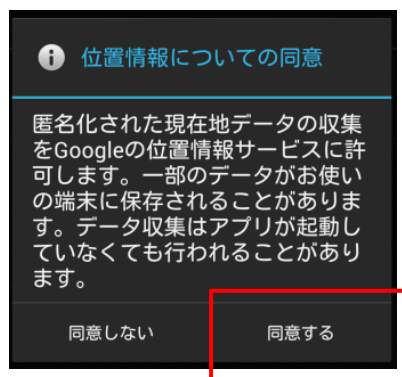 位置情報についての同意
匿名化された現在地データの収集
をGoogleの位置情報サービスに許
可します。一部のデータがお使い
の端末に保存されることがありま
す。データ収集はアプリが起動し
ていなくても行われることがあり
ます。
同意しない
同意する